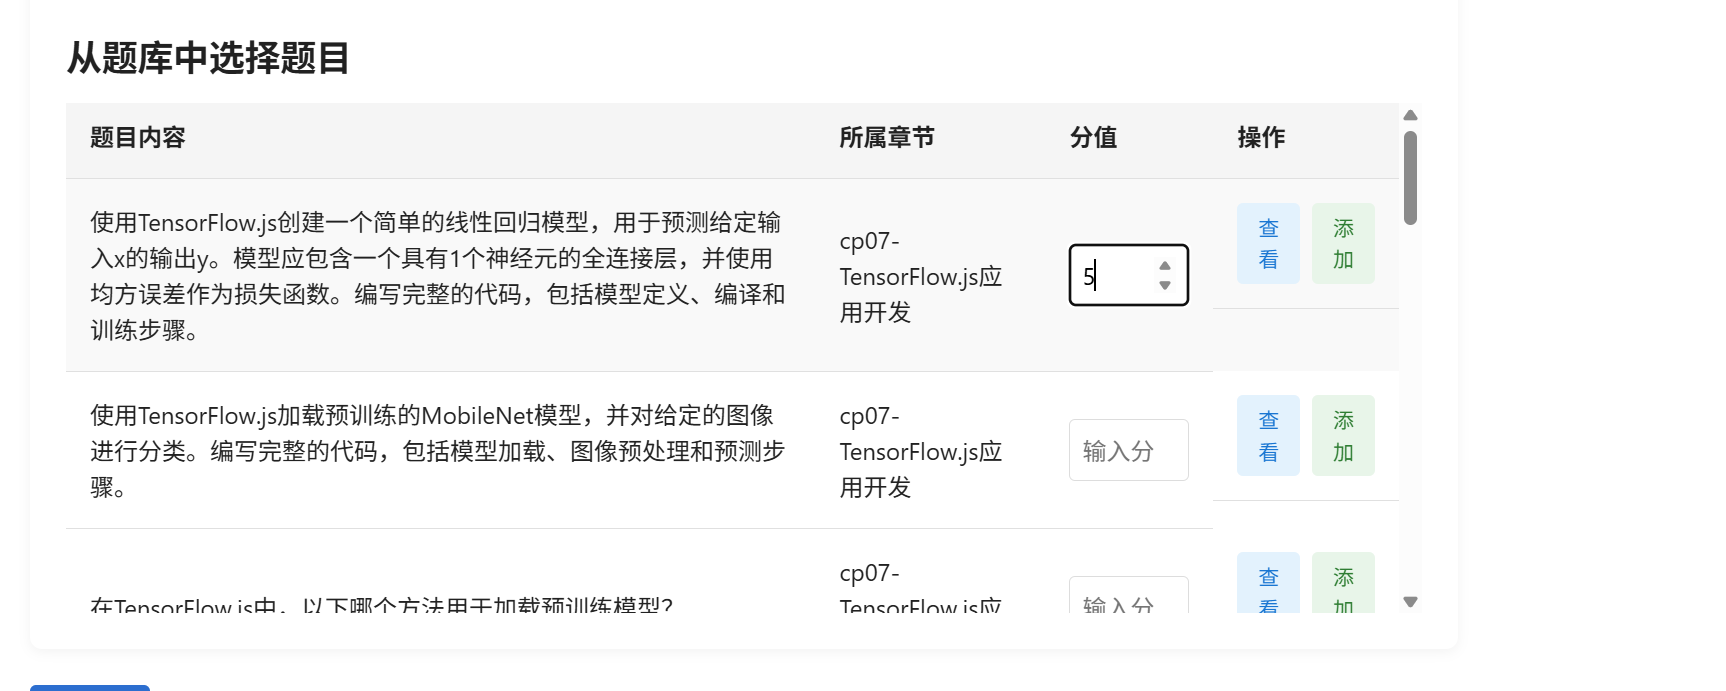 从题库中选择题目
题目内容 所属章节 分值 操作
使用TensorFlow.js创建一个简单的线性回归模型，用于预测给定输
入x的输出y。模型应包含一个具有1个神经元的全连接层，并使用
均方误差作为损失函数。编写完整的代码，包括模型定义、编译和
训练步骤。
cp07-
TensorFlow.js应
用开发
5
查
看
添
加
使用TensorFlow.js加载预训练的MobileNet模型，并对给定的图像
进行分类。编写完整的代码，包括模型加载、图像预处理和预测步
骤。
cp07-
TensorFlow.js应
用开发
输入分
查
看
添
加
在TensorFlow.js中，以下哪个方法用于加载预训练模型？
cp07-
TensorFlow.js应
输入分
查
看
添
加